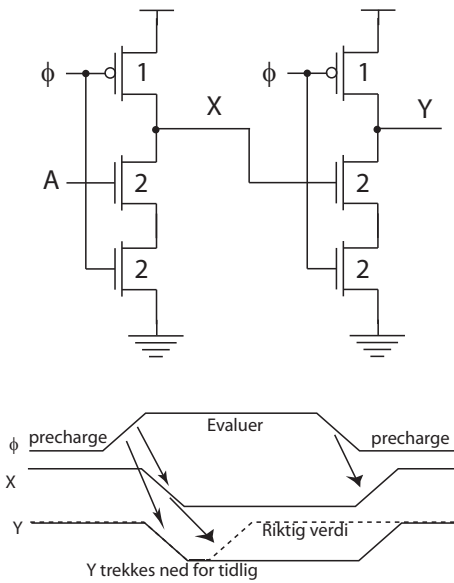 ϕ 1 ϕ 1
X Y
A 2 2
2 2
precharge Evaluer precharge
ϕ
X
Y Riktig verdi
Y trekkes ned for tidlig